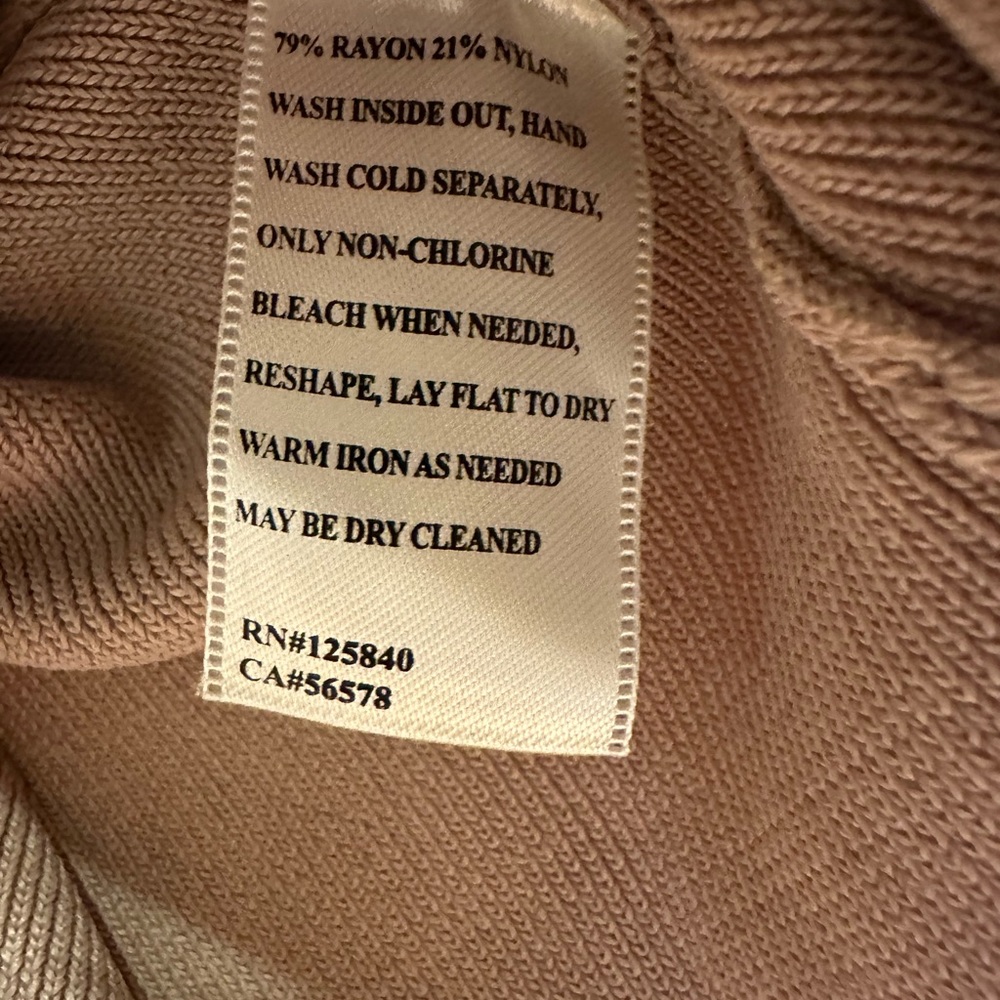 79% RAYON 21% NYLON
WASH INSIDE OUT, HAND
WASH COLD SEPARATELY,
ONLY NON-CHLORINE
BLEACH WHEN NEEDED,
RESHAPE, LAY FLAT TO DRY
WARM IRON AS NEEDED
MAY BE DRY CLEANED
RN#125840
CA#56578